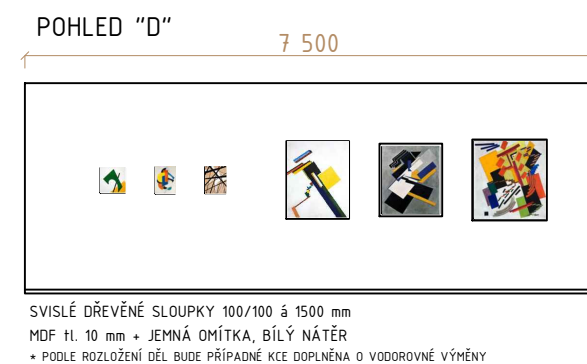 POHLED "D"
7 500
SVISLÉ DŘEVĚNÉ SLOUPKY 100/100 á 1500 mm
MDF tl. 10 mm + JEMNÁ OMÍTKA, BÍLÝ NÁTĚR
* PODLE ROZLOŽENÍ DĚL BUDE PŘÍPADNÉ KCE DOPLNĚNA O VODOROVNÉ VÝMĚNY